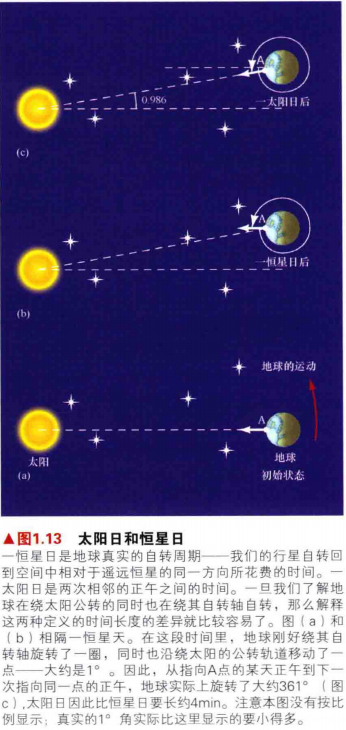 A
0.986
一太阳日后
(c)
A
一恒星日后
(b)
地球的运动
A
太阳
地球
(a)
初始状态
▲图1.13 太阳日和恒星日
一恒星日是地球真实的自转周期——我们的行星自转回
到空间中相对于遥远恒星的同一方向所花费的时间。一
太阳日是两次相邻的正午之间的时间。一旦我们了解地
球在绕太阳公转的同时也在绕其自转轴自转，那么解释
这两种定义的时间长度的差异就比较容易了。图（a）和
（b）相隔一恒星天。在这段时间里，地球刚好绕其自
转轴旋转了一圈，同时也沿绕太阳的公转轨道移动了一
点——大约是1°。因此，从指向A点的某天正午到下一
次指向同一点的正午，地球实际上旋转了大约361°（图
c）,太阳日因此比恒星日要长约4min。注意本图没有按比
例显示；真实的1°角实际比这里显示的要小得多。